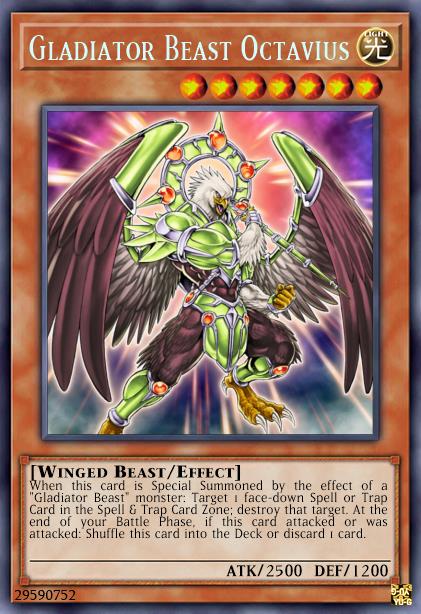 GLADIATOR BEAST OCTAVIUS
LIGHT
光
[WINGED BEAST/EFFECT]
When this card is Special Summoned by the effect of a
"Gladiator Beast" monster: Target 1 face-down Spell or Trap
Card in the Spell & Trap Card Zone; destroy that target. At the
end of your Battle Phase, if this card attacked or was
attacked: Shuffle this card into the Deck or discard 1 card.
ATK/2500 DEF/1200
29590752